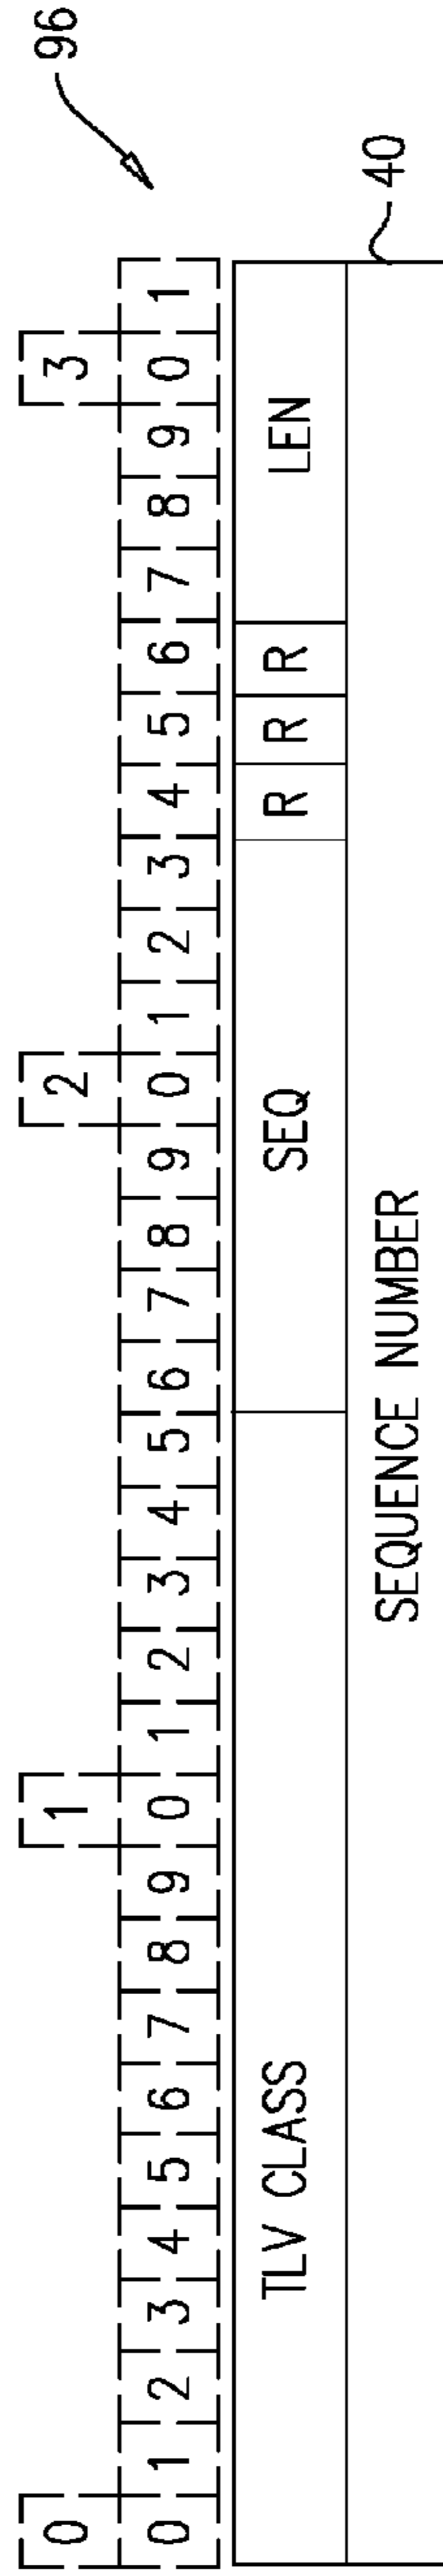 96
0 1 2 3
0 1 2 3 4 5 6 7 8 9 0 1 2 3 4 5 6 7 8 9 0 1 2 3 4 5 6 7 8 9 0 1
TLV CLASS SEQ R R R LEN
SEQUENCE NUMBER 40